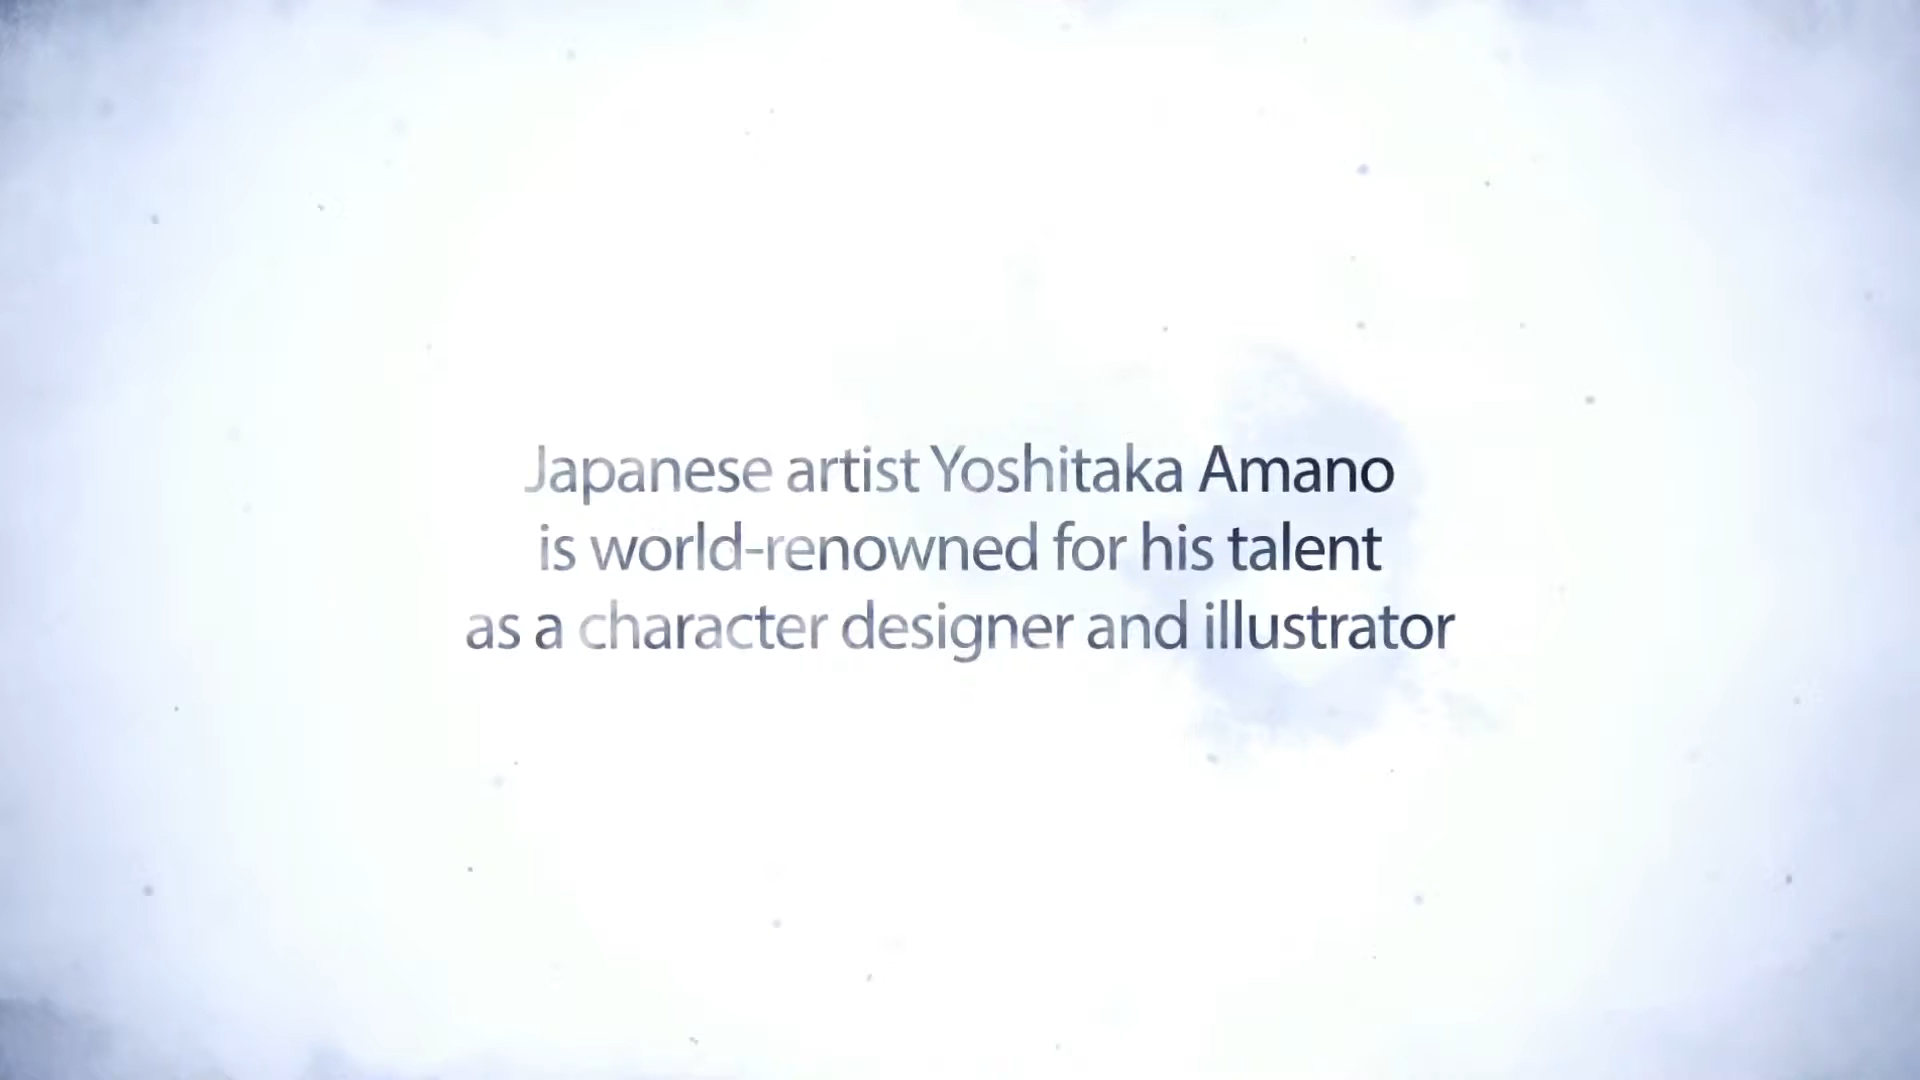 Japanese artist Yoshitaka Amano
is world-renowned for his talent
as a character designer and illustrator